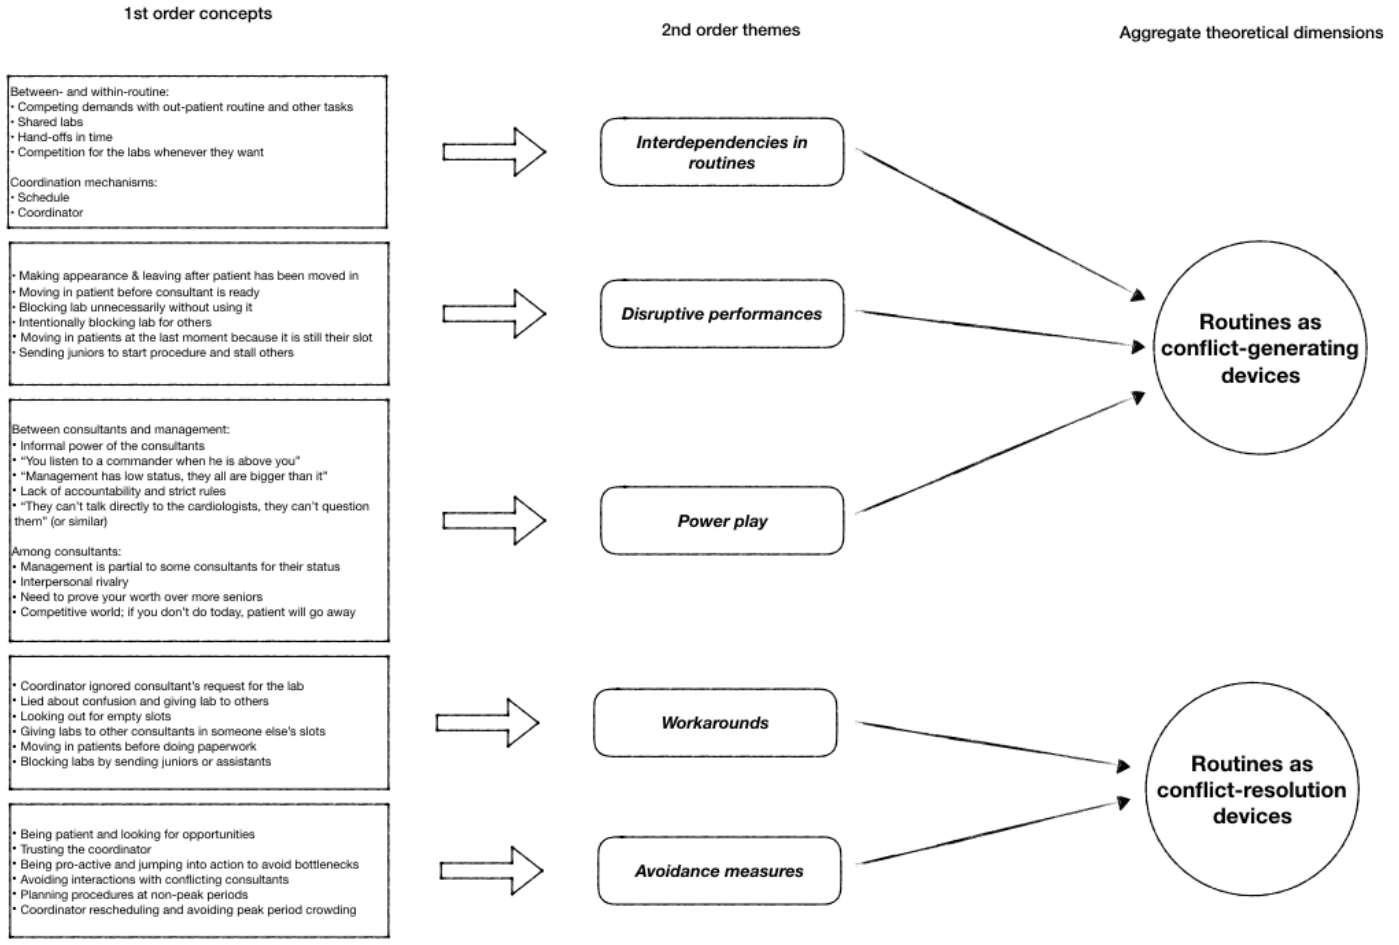 1st order concepts
2nd order themes
Aggregate theoretical dimensions
Between- and within-routine:
• Competing demands with out-patient routine and other tasks
• Shared labs
• Hand-offs in time
• Competition for the labs whenever they want
Coordination mechanisms:
• Schedule
• Coordinator
Interdependencies in
routines
• Making appearance & leaving after patient has been moved in
• Moving in patient before consultant is ready
• Blocking lab unnecessarily without using it
• Intentionally blocking lab for others
• Moving in patients at the last moment because it is still their slot
• Sending juniors to start procedure and stall others
Disruptive performances
Routines as
conflict-generating
devices
Between consultants and management:
• Informal power of the consultants
• “You listen to a commander when he is above you”
• “Management has low status, they all are bigger than it”
• Lack of accountability and strict rules
• “They can’t talk directly to the cardiologists, they can’t question
them” (or similar)
Among consultants:
• Management is partial to some consultants for their status
• Interpersonal rivalry
• Need to prove your worth over more seniors
• Competitive world; if you don’t do today, patient will go away
Power play
• Coordinator ignored consultant’s request for the lab
• Lied about confusion and giving lab to others
• Looking out for empty slots
• Giving labs to other consultants in someone else’s slots
• Moving in patients before doing paperwork
• Blocking labs by sending juniors or assistants
Workarounds
Routines as
conflict-resolution
devices
• Being patient and looking for opportunities
• Trusting the coordinator
• Being pro-active and jumping into action to avoid bottlenecks
• Avoiding interactions with conflicting consultants
• Planning procedures at non-peak periods
• Coordinator rescheduling and avoiding peak period crowding
Avoidance measures